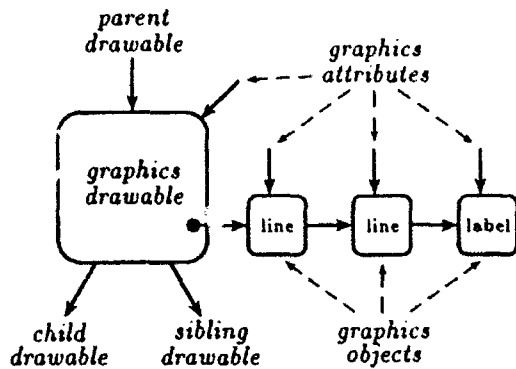 parent
drawable
graphics
attributes
graphics
drawable
line
line
label
child
drawable
sibling
drawable
graphics
objects